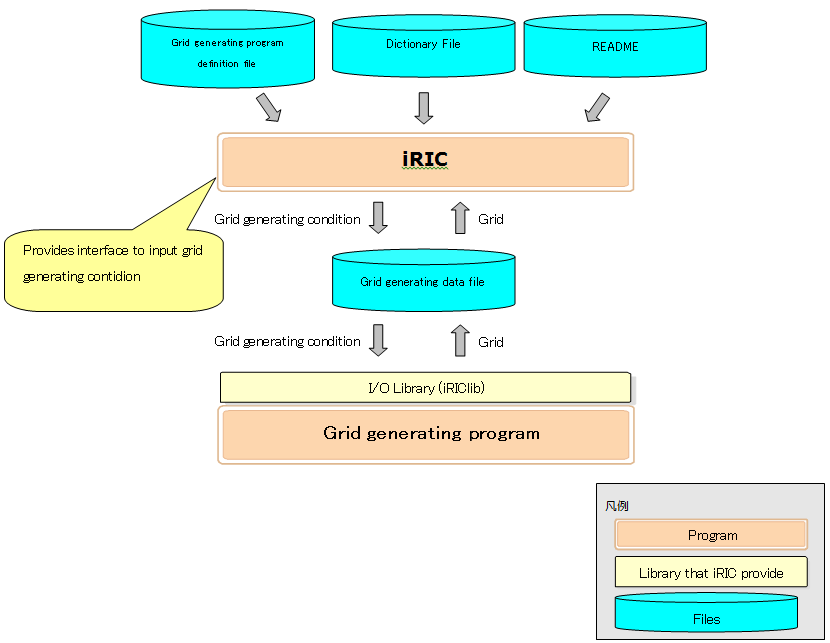 Grid generating program
definition file
Dictionary File
README
iRIC
Grid generating condition
Grid
Provides interface to input grid
generating contidion
Grid generating data file
Grid generating condition
Grid
I/O Library (iRIClib)
Grid generating program
凡例
Program
Library that iRIC provide
Files